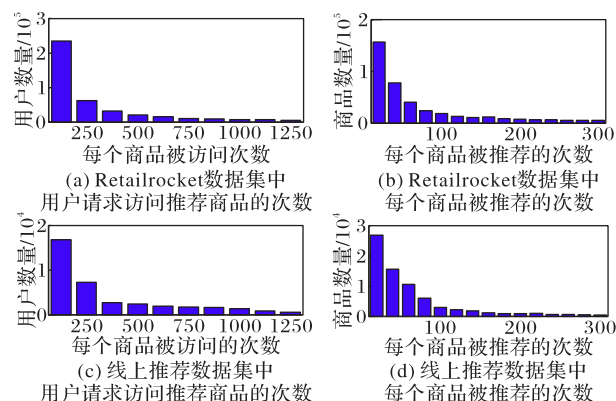 用户数量/10⁵
3
2
1
0
250 500 750 1000 1250
每个商品被访问次数
(a) Retailrocket数据集中
用户请求访问推荐商品的次数
商品数量/10⁵
2
1
0
100 200 300
每个商品被推荐的次数
(b) Retailrocket数据集中
每个商品被推荐的次数
用户数量/10⁴
2
1
0
250 500 750 1000 1250
每个商品被访问的次数
(c) 线上推荐数据集中
用户请求访问推荐商品的次数
商品数量/10⁴
3
2
1
0
100 200 300
每个商品被推荐的次数
(d) 线上推荐数据集中
每个商品被推荐的次数